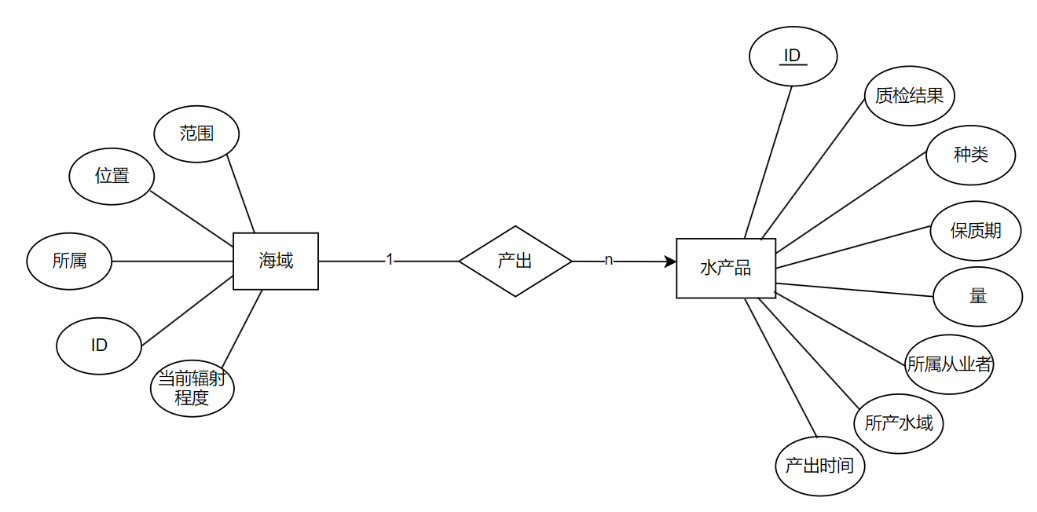 ID
质检结果
范围
种类
位置
保质期
所属
海域
1
产出
n
水产品
量
ID
当前辐射
程度
所属从业者
所产水域
产出时间